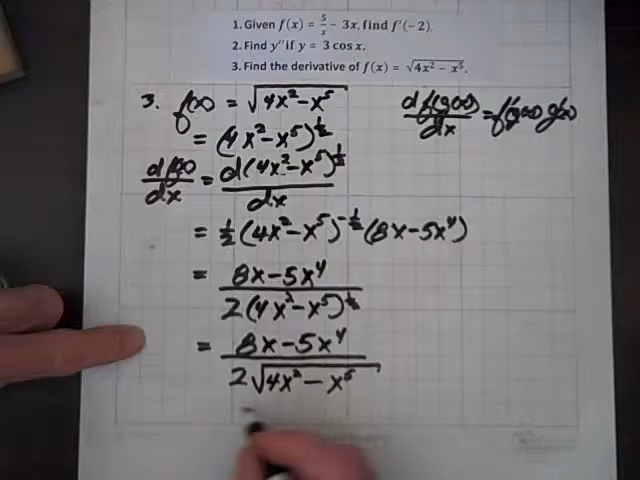 1. Given f(x) = 5/x - 3x, find f'(-2).
2. Find y'' if y = 3 cos x.
3. Find the derivative of f(x) = √(4x² - x⁵).
3. f(x) = √(4x² - x⁵)
d f(g(x))/dx = f'(g(x)) g'(x)
= (4x² - x⁵)^½
d f(x)/dx = d(4x² - x⁵)^½/dx
= ½(4x² - x⁵)^-½ (8x - 5x⁴)
= 8x - 5x⁴/2(4x² - x⁵)^½
= 8x - 5x⁴/2√(4x² - x⁵)